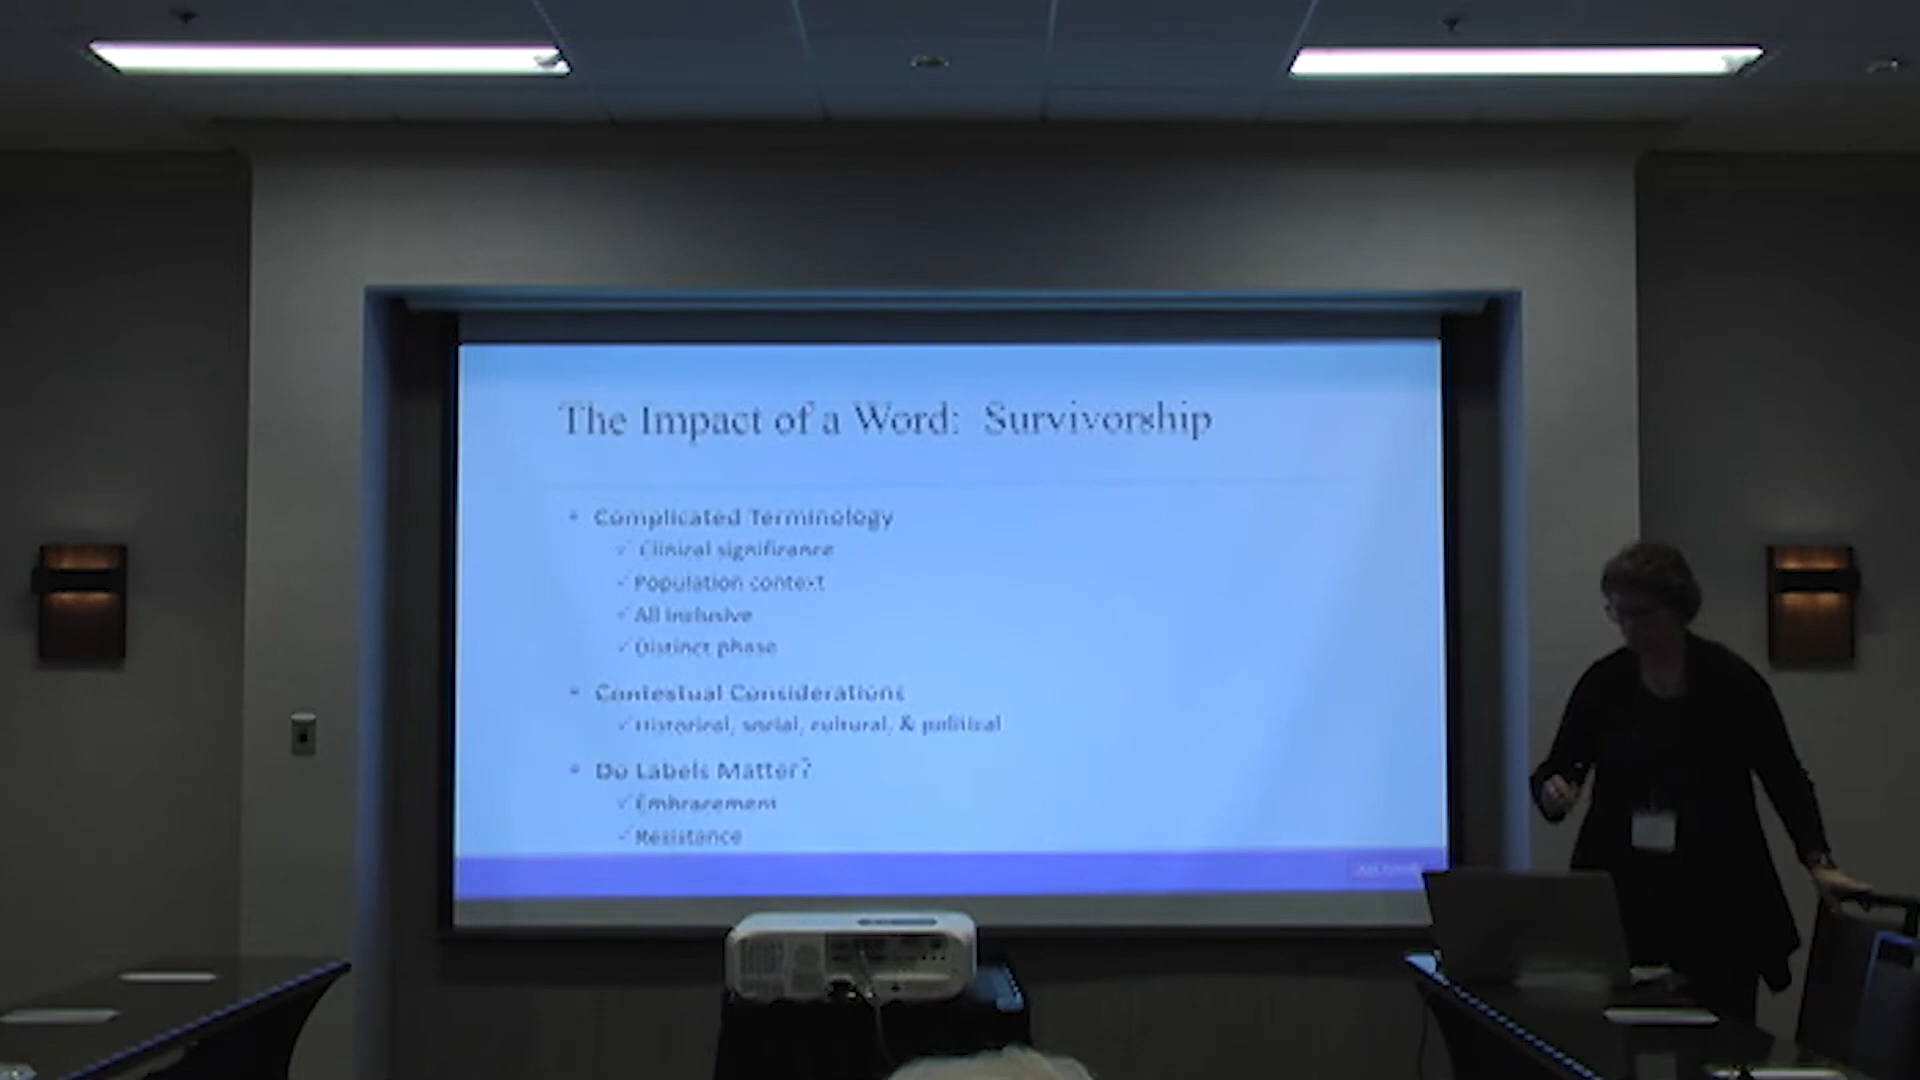 The Impact of a Word: Survivorship
• Complicated Terminology
✓ Clinical significance
✓ Population context
✓ All inclusive
✓ Distinct phase
• Contextual Considerations
✓ Historical, social, cultural, & political
• Do Labels Matter?
✓ Embracement
✓ Resistance